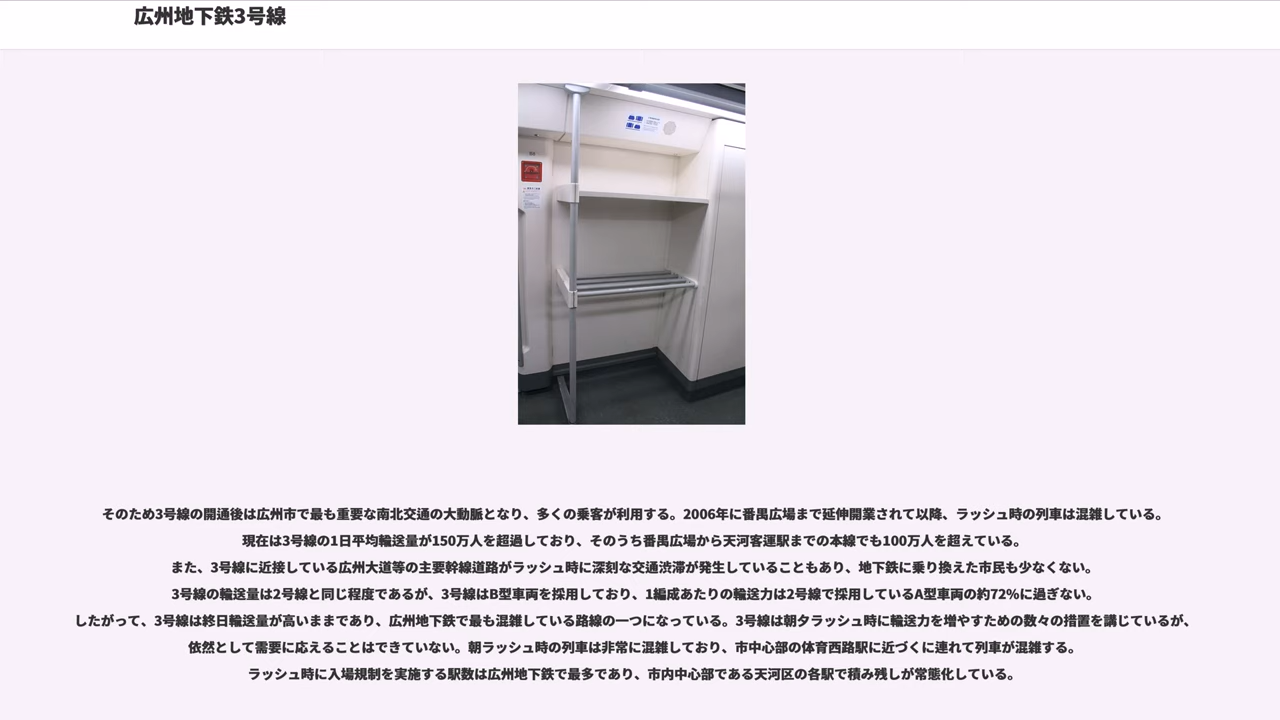 広州地下鉄3号線
そのため3号線の開通後は広州市で最も重要な南北交通の大動脈となり、多くの乗客が利用する。2006年に番禺広場まで延伸開業されて以降、ラッシュ時の列車は混雑している。
現在は3号線の1日平均輸送量が150万人を超過しており、そのうち番禺広場から天河客運駅までの本線でも100万人を超えている。
また、3号線に近接している広州大道等の主要幹線道路がラッシュ時に深刻な交通渋滞が発生していることもあり、地下鉄に乗り換えた市民も少なくない。
3号線の輸送量は2号線と同じ程度であるが、3号線はB型車両を採用しており、1編成あたりの輸送力は2号線で採用しているA型車両の約72%に過ぎない。
したがって、3号線は終日輸送量が高いままであり、広州地下鉄で最も混雑している路線の一つになっている。3号線は朝夕ラッシュ時に輸送力を増やすための数々の措置を講じているが、
依然として需要に応えることはできていない。朝ラッシュ時の列車は非常に混雑しており、市中心部の体育西路駅に近づくに連れて列車が混雑する。
ラッシュ時に入場規制を実施する駅数は広州地下鉄で最多であり、市内中心部である天河区の各駅で積み残しが常態化している。